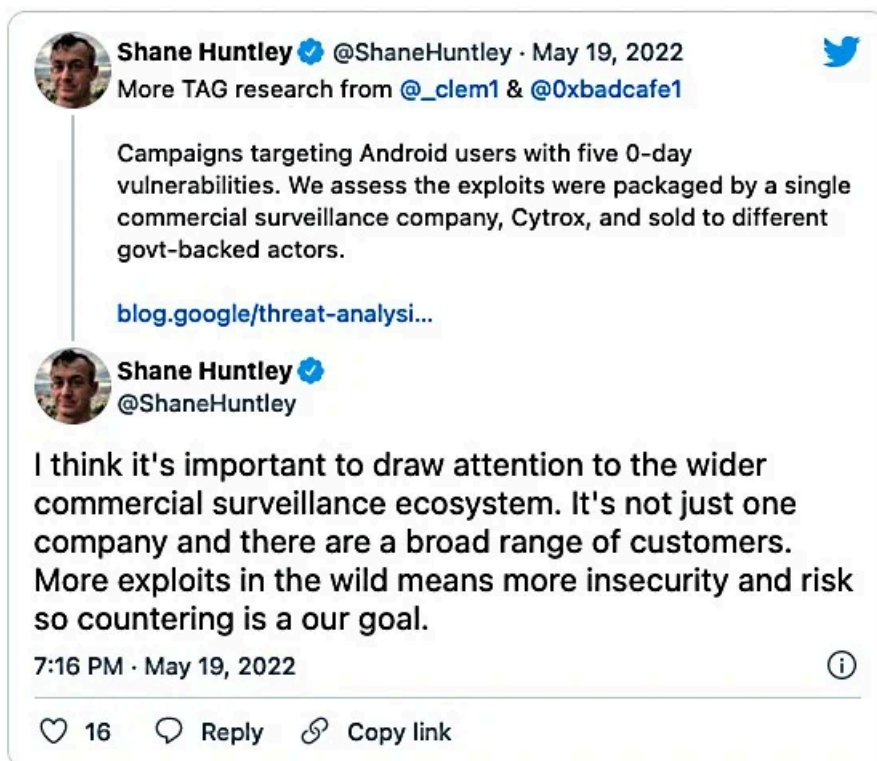 Shane Huntley @ShaneHuntley · May 19, 2022
More TAG research from @_clem1 & @0xbadcafe1
Campaigns targeting Android users with five 0-day
vulnerabilities. We assess the exploits were packaged by a single
commercial surveillance company, Cytrox, and sold to different
govt-backed actors.
blog.google/threat-analysi...
Shane Huntley
@ShaneHuntley
I think it's important to draw attention to the wider
commercial surveillance ecosystem. It's not just one
company and there are a broad range of customers.
More exploits in the wild means more insecurity and risk
so countering is a our goal.
7:16 PM · May 19, 2022
16 Reply Copy link